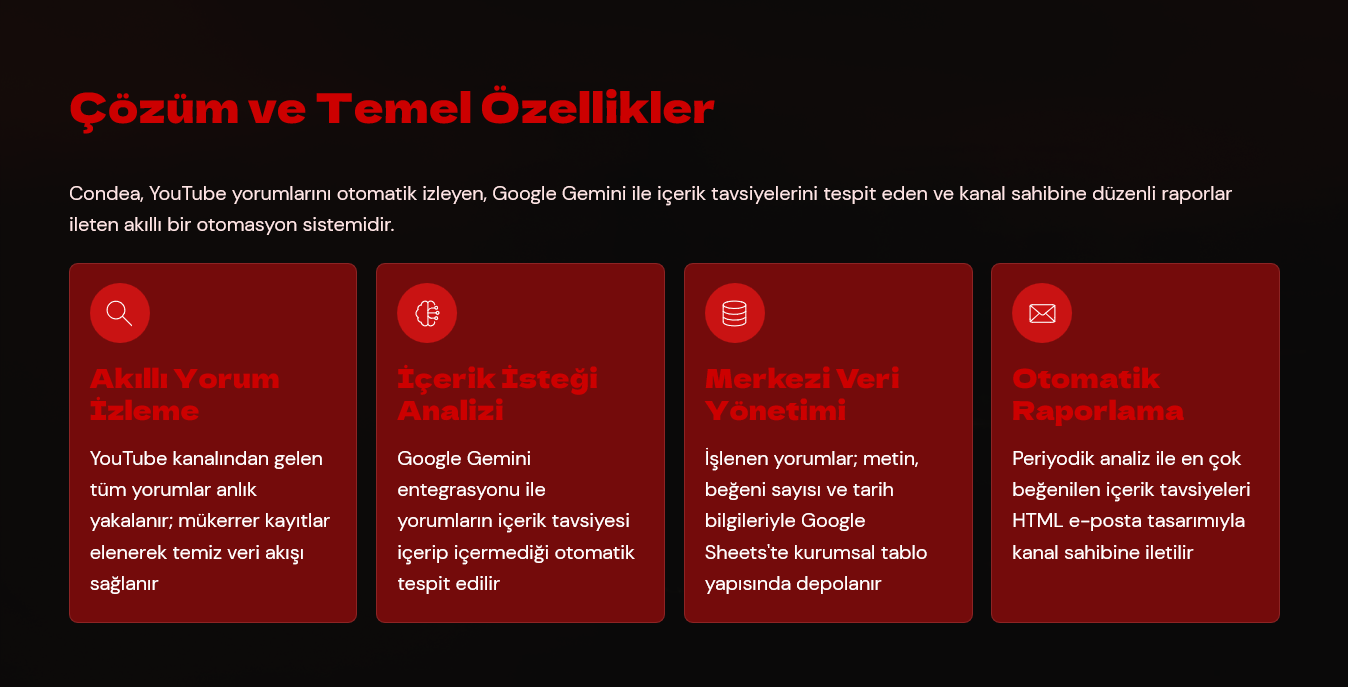 Çözüm ve Temel Özellikler
Condea, YouTube yorumlarını otomatik izleyen, Google Gemini ile içerik tavsiyelerini tespit eden ve kanal sahibine düzenli raporlar
ileten akıllı bir otomasyon sistemidir.
Akıllı Yorum
İzleme
YouTube kanalından gelen
tüm yorumlar anlık
yakalanır; mükerrer kayıtlar
elenerek temiz veri akışı
sağlanır
İçerik İsteği
Analizi
Google Gemini
entegrasyonu ile
yorumların içerik tavsiyesi
içerip içermediği otomatik
tespit edilir
Merkezi Veri
Yönetimi
İşlenen yorumlar; metin,
beğeni sayısı ve tarih
bilgileriyle Google
Sheets'te kurumsal tablo
yapısında depolanır
Otomatik
Raporlama
Periyodik analiz ile en çok
beğenilen içerik tavsiyeleri
HTML e-posta tasarımıyla
kanal sahibine iletilir